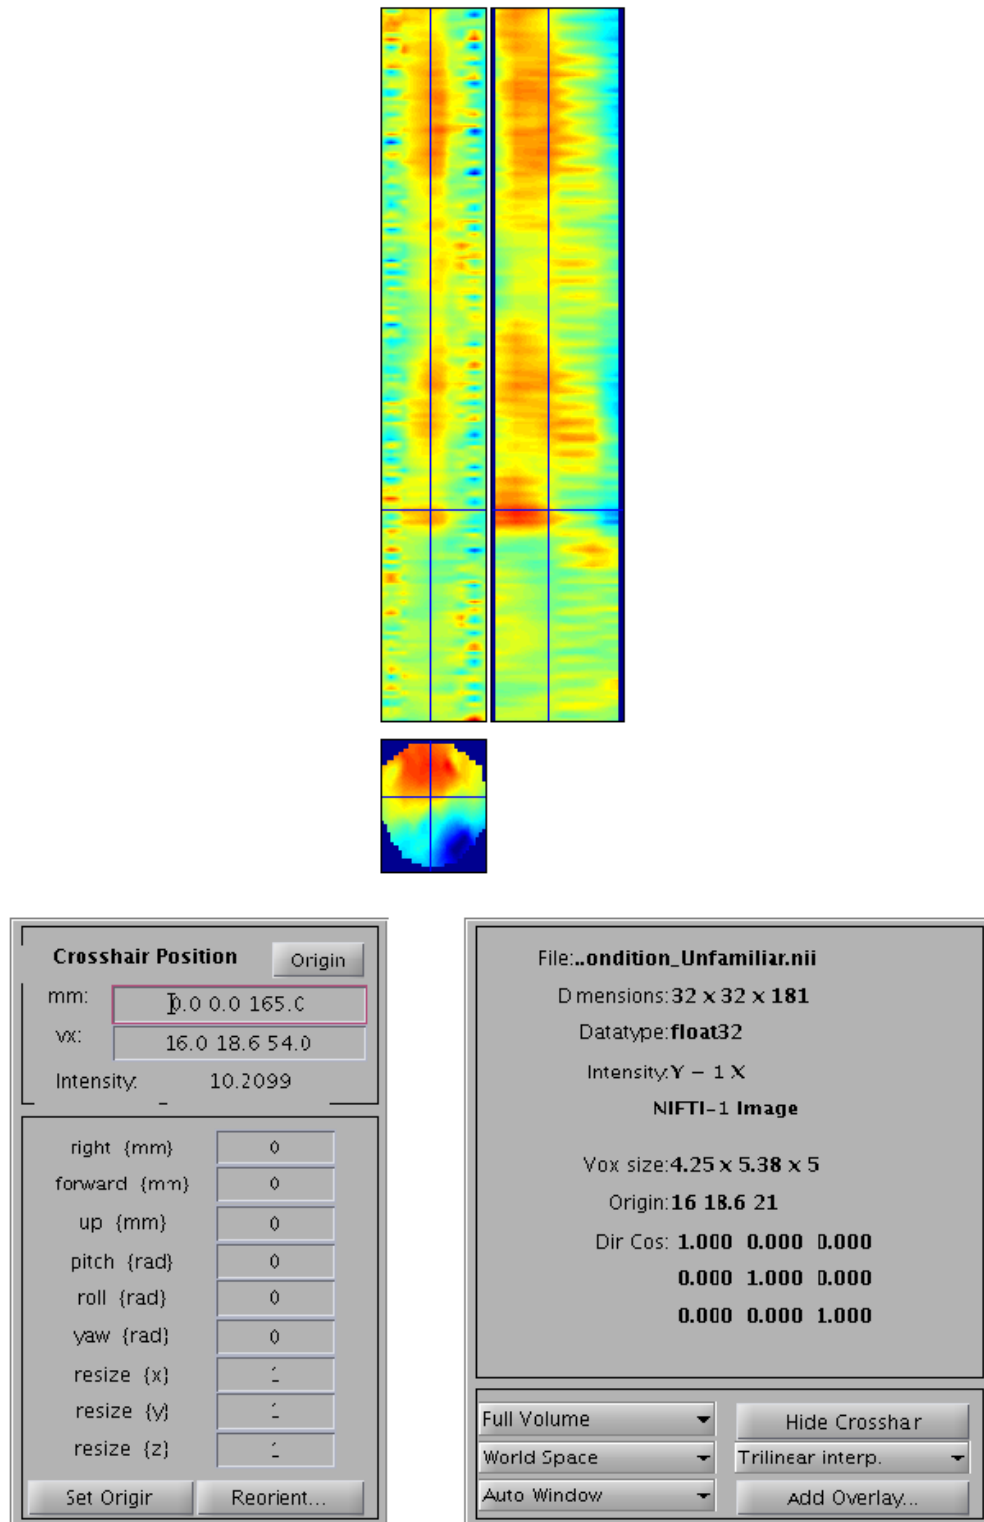 Crosshair Position
Origin
mm:
0.0 0.0 165.0
vx:
16.0 18.6 54.0
Intensity: 10.2099
right {mm} 0
forward {mm} 0
up {mm} 0
pitch {rad} 0
roll {rad} 0
yaw {rad} 0
resize {x} 1
resize {y} 1
resize {z} 1
Set Origin
Reorient...
File:..ondition_Unfamiliar.nii
Dimensions: 32 x 32 x 181
Datatype: float32
Intensity: Y = 1 X
NIFTI-1 Image
Vox size: 4.25 x 5.38 x 5
Origin: 16 18.6 21
Dir Cos: 1.000 0.000 0.000
0.000 1.000 0.000
0.000 0.000 1.000
Full Volume
Hide Crosshair
World Space
Trilinear interp.
Auto Window
Add Overlay...